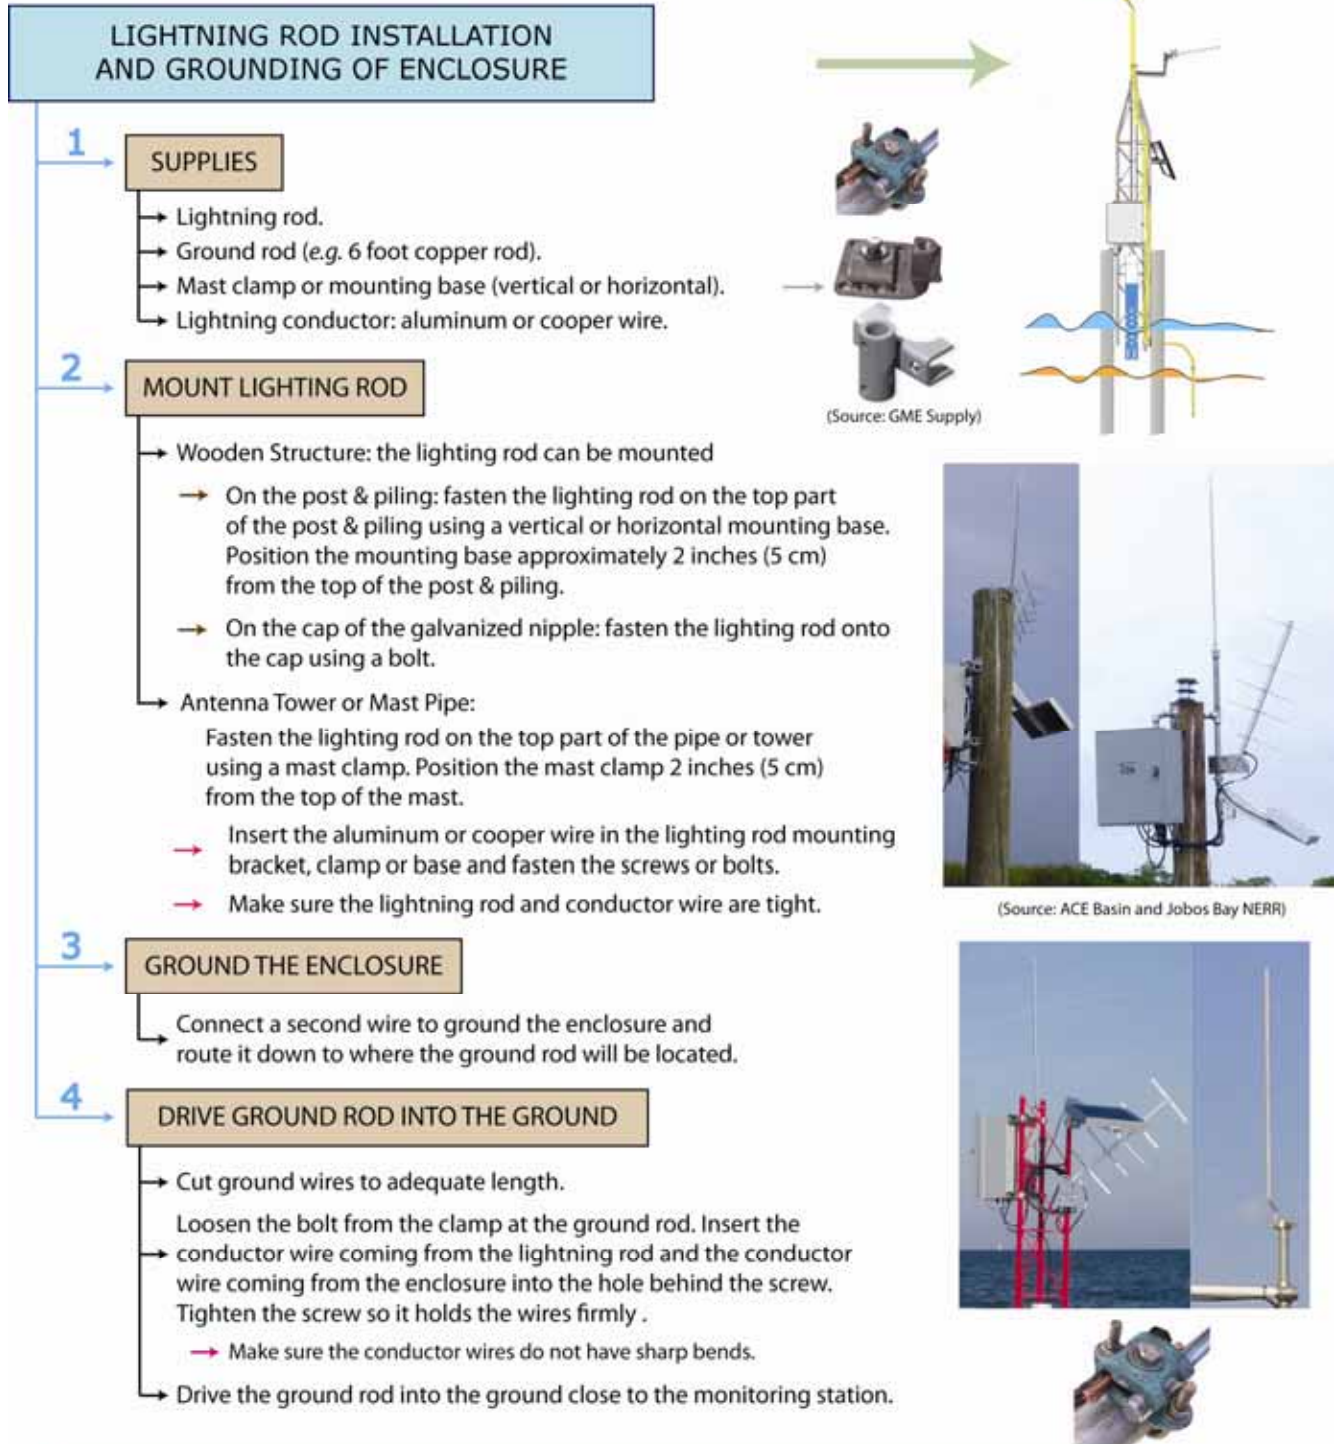 LIGHTNING ROD INSTALLATION
AND GROUNDING OF ENCLOSURE
1
SUPPLIES
Lightning rod.
Ground rod (e.g. 6 foot copper rod).
Mast clamp or mounting base (vertical or horizontal).
Lightning conductor: aluminum or cooper wire.
(Source: GME Supply)
2
MOUNT LIGHTING ROD
Wooden Structure: the lighting rod can be mounted
On the post & piling: fasten the lighting rod on the top part
of the post & piling using a vertical or horizontal mounting base.
Position the mounting base approximately 2 inches (5 cm)
from the top of the post & piling.
On the cap of the galvanized nipple: fasten the lighting rod onto
the cap using a bolt.
Antenna Tower or Mast Pipe:
Fasten the lighting rod on the top part of the pipe or tower
using a mast clamp. Position the mast clamp 2 inches (5 cm)
from the top of the mast.
Insert the aluminum or cooper wire in the lighting rod mounting
bracket, clamp or base and fasten the screws or bolts.
Make sure the lightning rod and conductor wire are tight.
(Source: ACE Basin and Jobos Bay NERR)
3
GROUND THE ENCLOSURE
Connect a second wire to ground the enclosure and
route it down to where the ground rod will be located.
4
DRIVE GROUND ROD INTO THE GROUND
Cut ground wires to adequate length.
Loosen the bolt from the clamp at the ground rod. Insert the
conductor wire coming from the lightning rod and the conductor
wire coming from the enclosure into the hole behind the screw.
Tighten the screw so it holds the wires firmly .
Make sure the conductor wires do not have sharp bends.
Drive the ground rod into the ground close to the monitoring station.